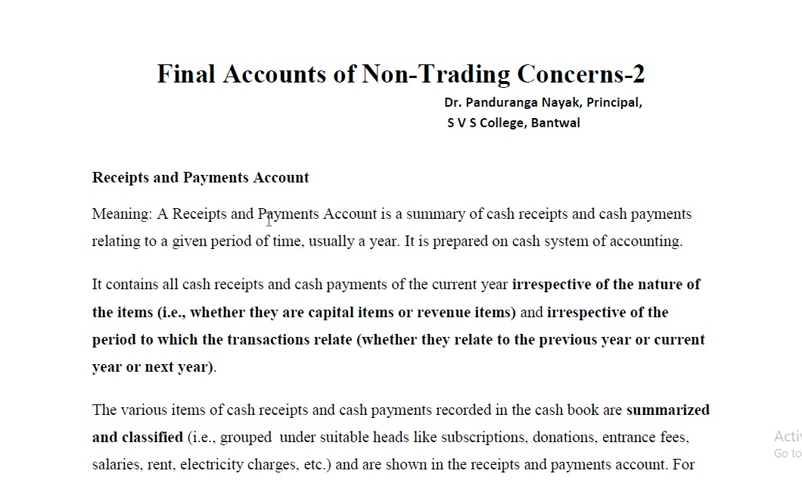 Final Accounts of Non-Trading Concerns-2
Dr. Panduranga Nayak, Principal,
S V S College, Bantwal
Receipts and Payments Account
Meaning: A Receipts and Payments Account is a summary of cash receipts and cash payments
relating to a given period of time, usually a year. It is prepared on cash system of accounting.
It contains all cash receipts and cash payments of the current year irrespective of the nature of
the items (i.e., whether they are capital items or revenue items) and irrespective of the
period to which the transactions relate (whether they relate to the previous year or current
year or next year).
The various items of cash receipts and cash payments recorded in the cash book are summarized
and classified (i.e., grouped under suitable heads like subscriptions, donations, entrance fees,
salaries, rent, electricity charges, etc.) and are shown in the receipts and payments account. For
Go to